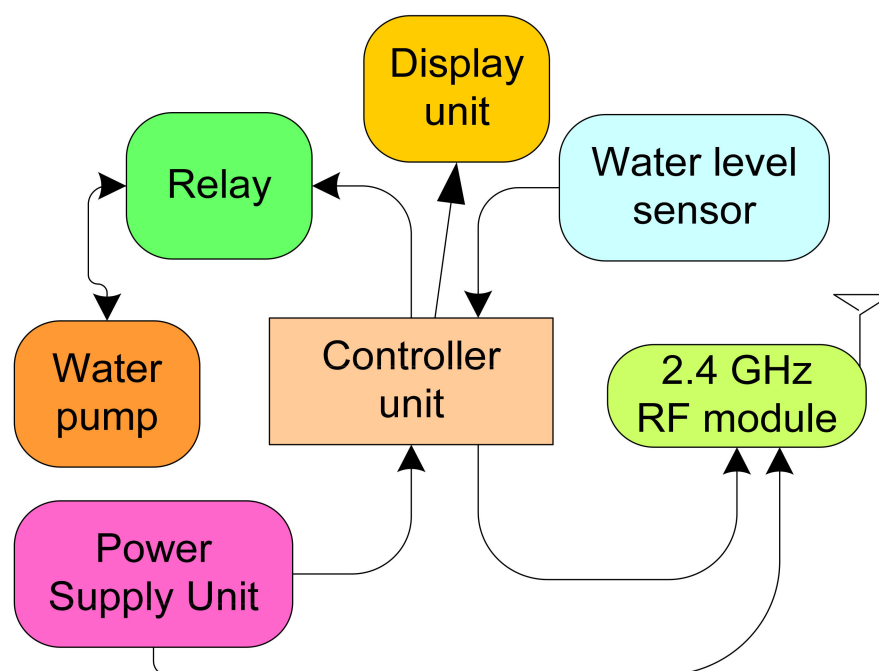 Display
unit
Relay
Water level
sensor
Water
pump
Controller
unit
2.4 GHz
RF module
Power
Supply Unit